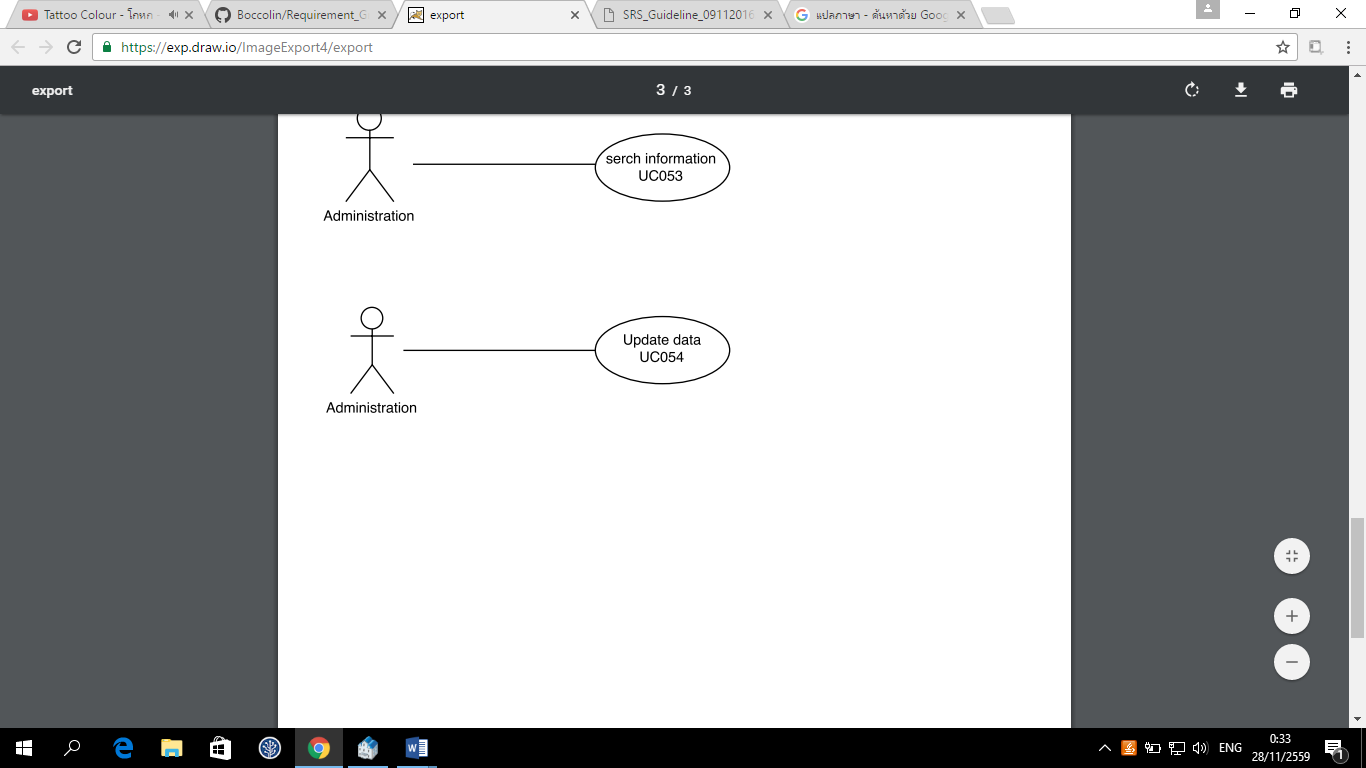 Tattoo Colour - โกหก -
Boccolin/Requirement_G
export
SRS_Guideline_09112016
แปลภาษา - ค้นหาด้วย Goog
https://exp.draw.io/ImageExport4/export
export
3 / 3
serch information
UC053
Administration
Update data
UC054
Administration
ENG
0:33
28/11/2559
1